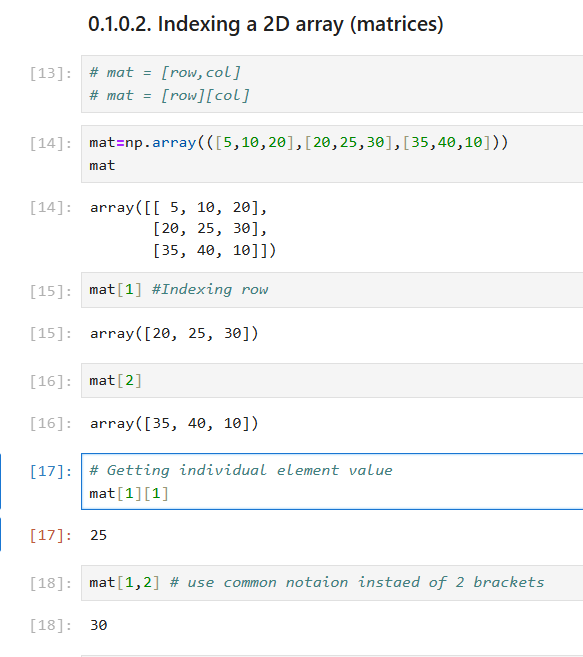 0.1.0.2. Indexing a 2D array (matrices)
[13]: # mat = [row,col]
# mat = [row][col]
[14]: mat=np.array(([5,10,20],[20,25,30],[35,40,10]))
mat
[14]: array([[ 5, 10, 20],
[20, 25, 30],
[35, 40, 10]])
[15]: mat[1] #Indexing row
[15]: array([20, 25, 30])
[16]: mat[2]
[16]: array([35, 40, 10])
[17]: # Getting individual element value
mat[1][1]
[17]: 25
[18]: mat[1,2] # use common notaion instaed of 2 brackets
[18]: 30